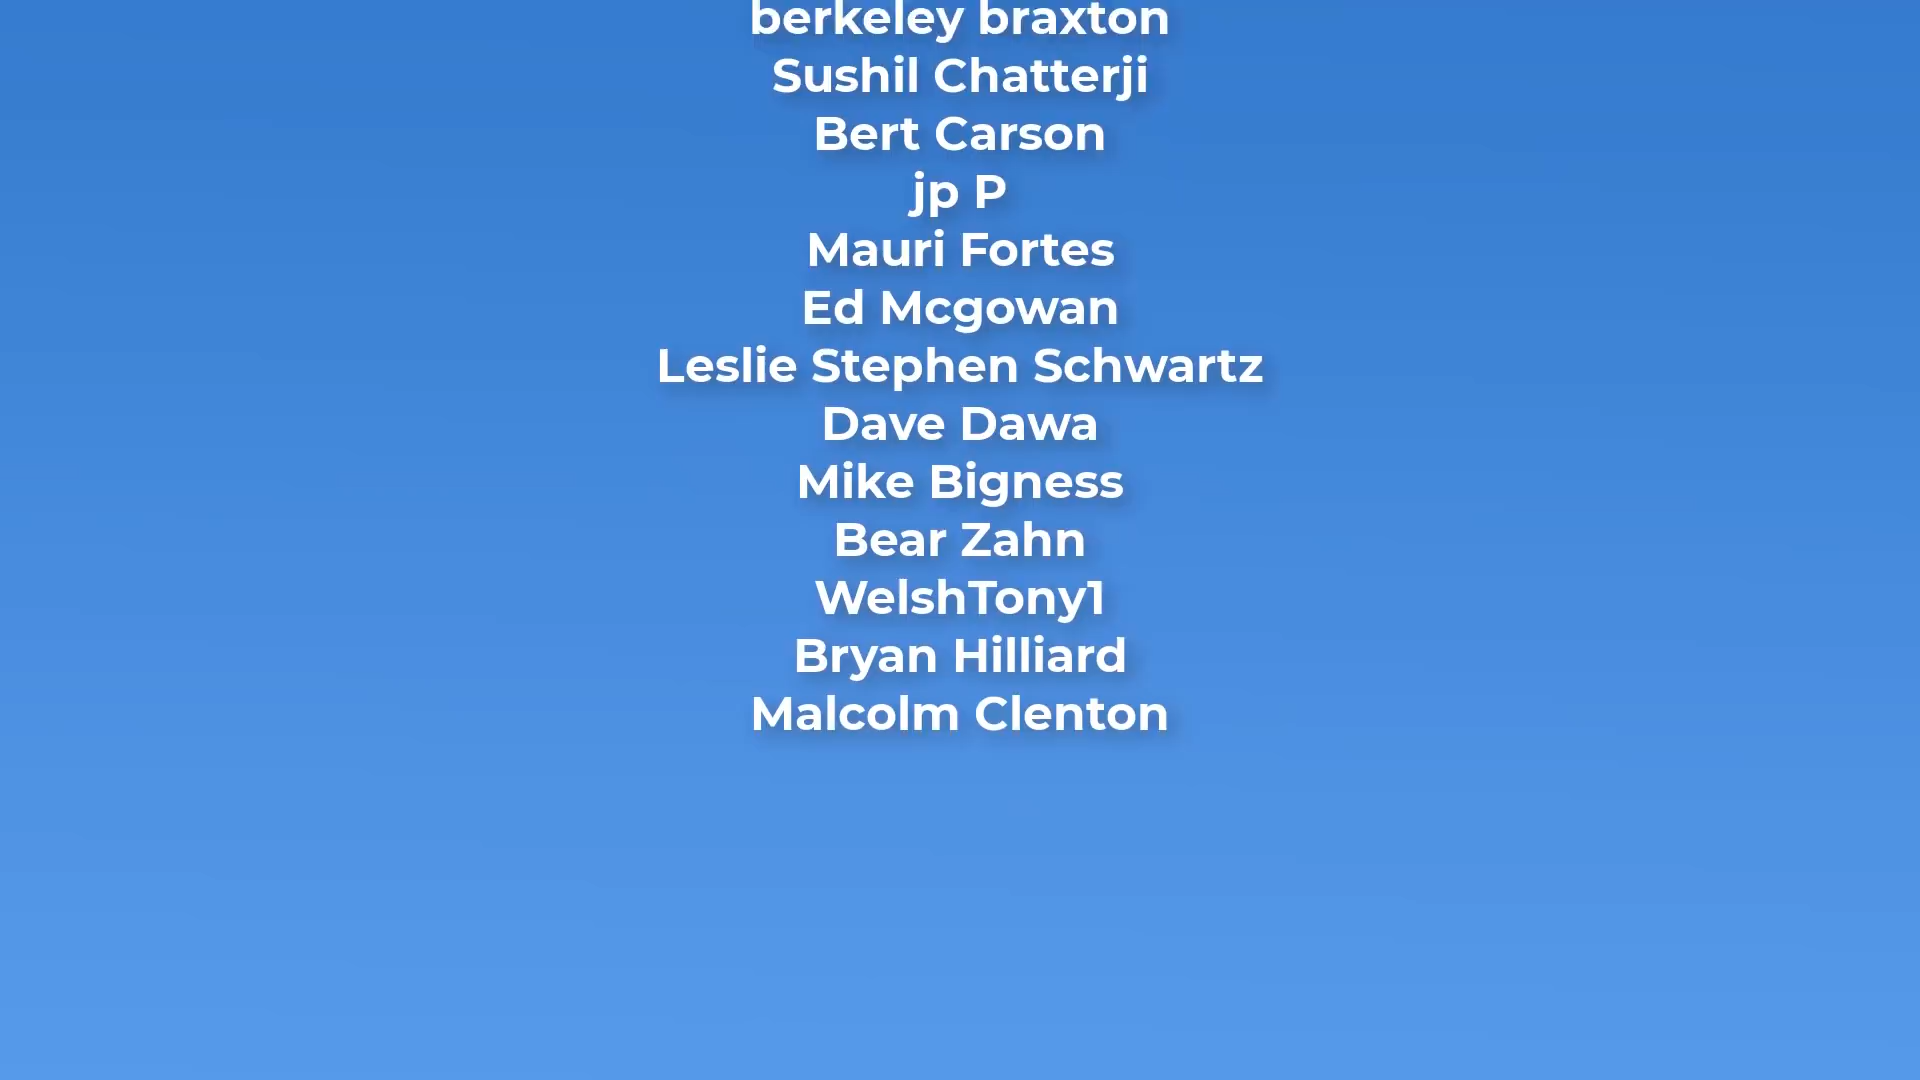 berkeley braxton
Sushil Chatterji
Bert Carson
jp P
Mauri Fortes
Ed Mcgowan
Leslie Stephen Schwartz
Dave Dawa
Mike Bigness
Bear Zahn
WelshTony1
Bryan Hilliard
Malcolm Clenton